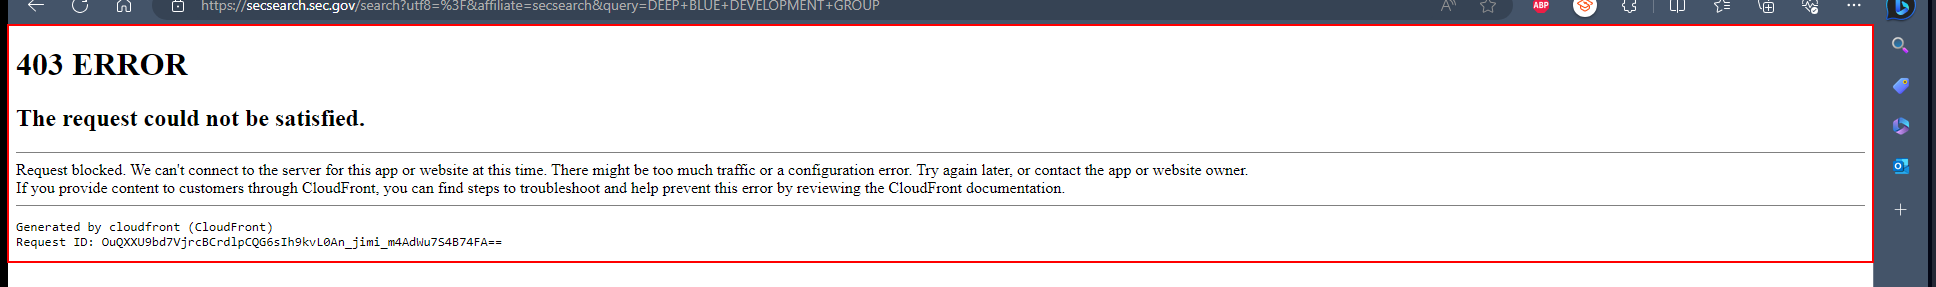 https://secsearch.sec.gov/search?utf8=%3F&affiliate=secsearch&query=DEEP+BLUE+DEVELOPMENT+GROUP
ABP
403 ERROR
The request could not be satisfied.
Request blocked. We can't connect to the server for this app or website at this time. There might be too much traffic or a configuration error. Try again later, or contact the app or website owner.
If you provide content to customers through CloudFront, you can find steps to troubleshoot and help prevent this error by reviewing the CloudFront documentation.
Generated by cloudfront (CloudFront)
Request ID: OuQXXU9bd7VjrcBCrdlpCQG6sIh9kvL0An_jimi_m4AdWu7S4B74FA==